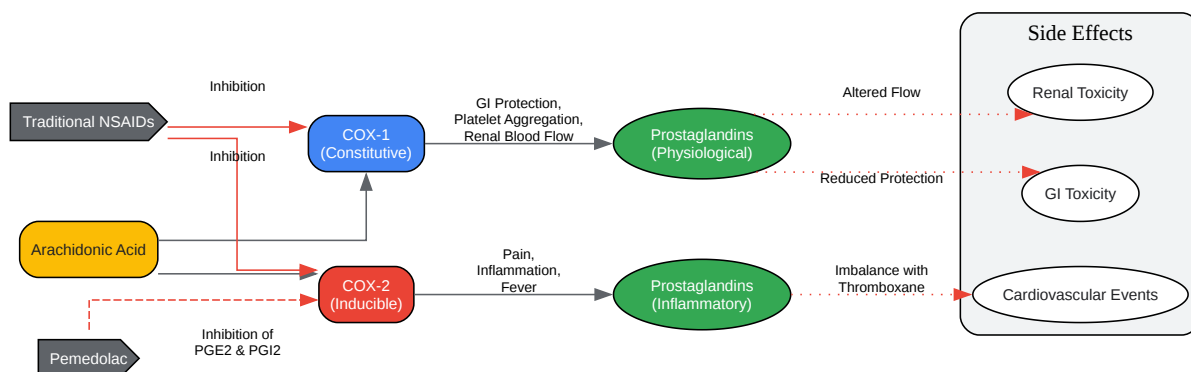 Side Effects
Inhibition
Traditional NSAIDs
Inhibition
COX-1
(Constitutive)
GI Protection,
Platelet Aggregation,
Renal Blood Flow
Prostaglandins
(Physiological)
Altered Flow
Renal Toxicity
Reduced Protection
GI Toxicity
Arachidonic Acid
COX-2
(Inducible)
Pain,
Inflammation,
Fever
Prostaglandins
(Inflammatory)
Imbalance with
Thromboxane
Cardiovascular Events
Inhibition of
PGE2 & PGI2
Pemedolac